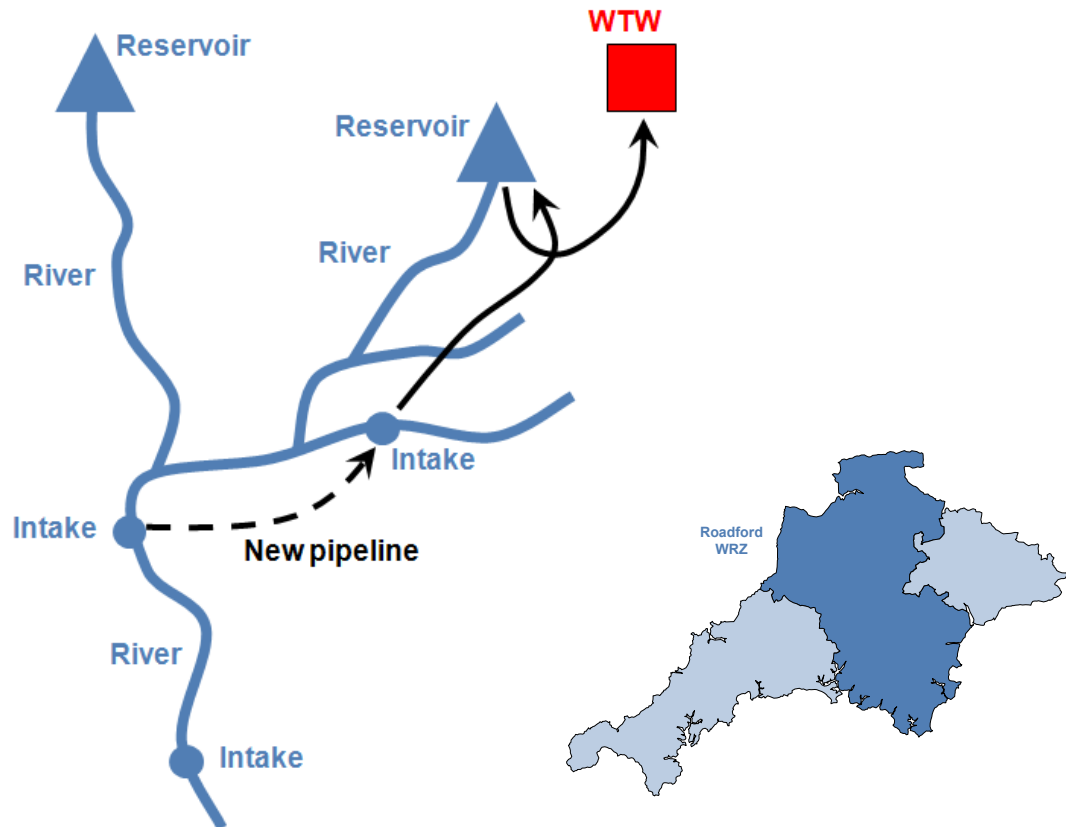 WTW
Reservoir
Reservoir
River
River
Intake
Intake
New pipeline
Roadford
WRZ
River
Intake